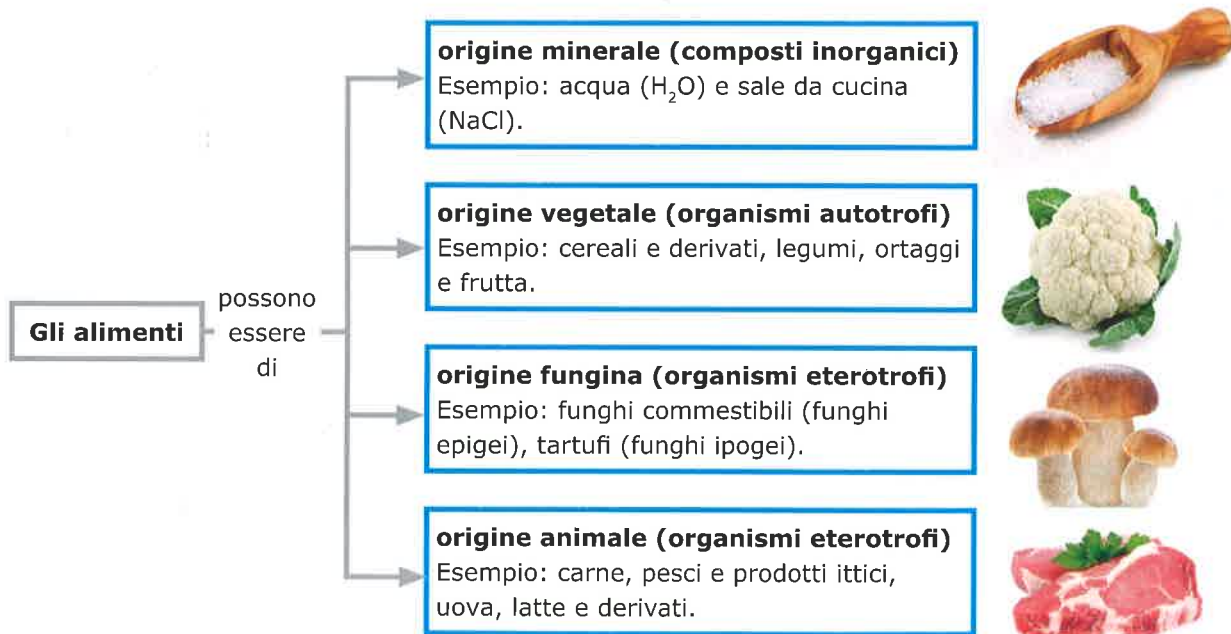 origine minerale (composti inorganici)
Esempio: acqua (H₂O) e sale da cucina
(NaCl).
origine vegetale (organismi autotrofi)
Esempio: cereali e derivati, legumi, ortaggi
e frutta.
Gli alimenti
possono
essere
di
origine fungina (organismi eterotrofi)
Esempio: funghi commestibili (funghi
epigei), tartufi (funghi ipogei).
origine animale (organismi eterotrofi)
Esempio: carne, pesci e prodotti ittici,
uova, latte e derivati.